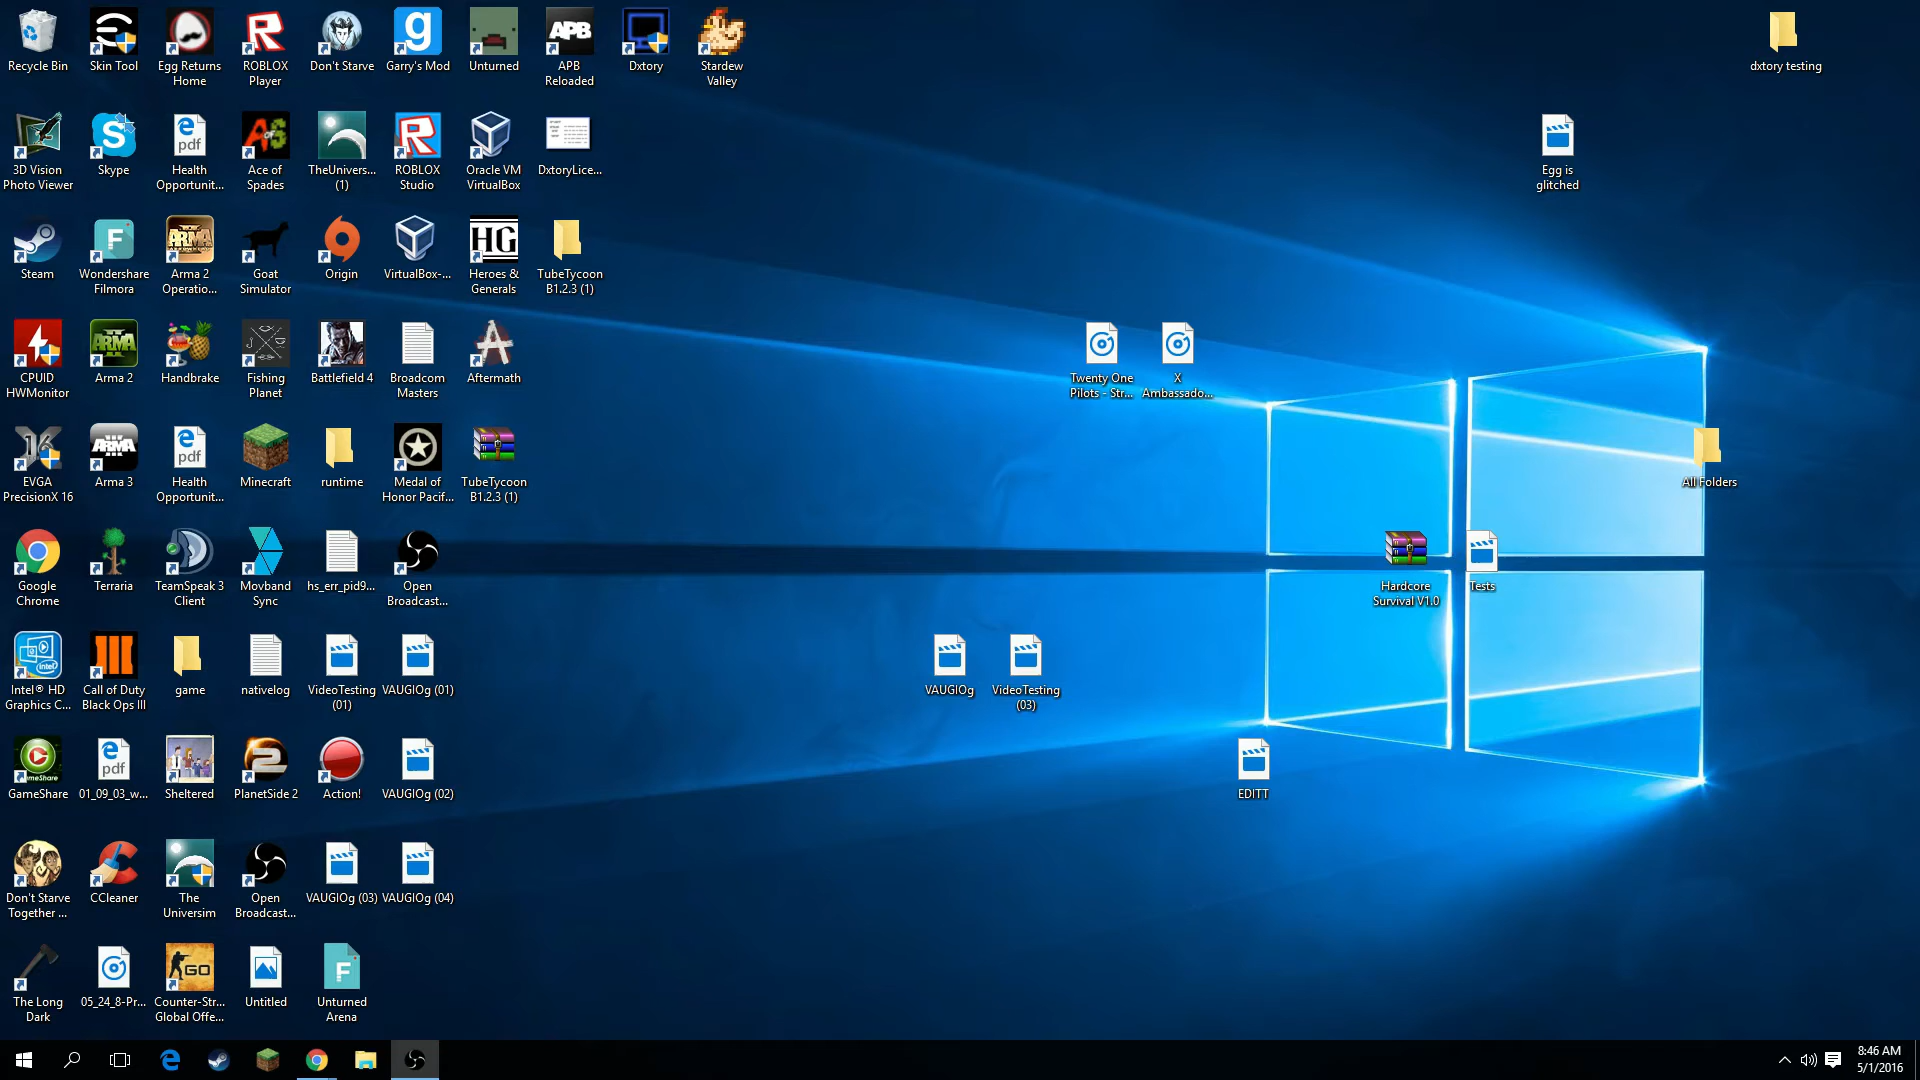 Recycle Bin
Skin Tool
Egg Returns
Home
ROBLOX
Player
Don't Starve
Garry's Mod
Unturned
APB
APB
Reloaded
Dxtory
Stardew
Valley
dxtory testing
3D Vision
Photo Viewer
Skype
pdf
Health
Opportunit...
Ace of
Spades
TheUnivers...
(1)
ROBLOX
Studio
Oracle VM
VirtualBox
DxtoryLice...
Egg is
glitched
Steam
Wondershare
Filmora
Arma 2
Operatio...
Goat
Simulator
Origin
VirtualBox-...
HG
Heroes &
Generals
TubeTycoon
B1.2.3 (1)
CPUID
HWMonitor
ARMA
Arma 2
Handbrake
Fishing
Planet
Battlefield 4
Broadcom
Masters
Aftermath
Twenty One
Pilots - Str...
X
Ambassado...
EVGA
PrecisionX 16
Arma 3
pdf
Health
Opportunit...
Minecraft
runtime
Medal of
Honor Pacif...
TubeTycoon
B1.2.3 (1)
All Folders
Google
Chrome
Terraria
TeamSpeak 3
Client
Movband
Sync
hs_err_pid9...
Open
Broadcast...
Hardcore
Survival V1.0
Tests
Intel® HD
Graphics C...
Call of Duty
Black Ops III
game
nativelog
VideoTesting
(01)
VAUGIOg (01)
VAUGIOg
VideoTesting
(03)
GameShare
pdf
01_09_03_w...
Sheltered
PlanetSide 2
Action!
VAUGIOg (02)
EDITT
Don't Starve
Together ...
CCleaner
The
Universim
Open
Broadcast...
VAUGIOg (03)
VAUGIOg (04)
The Long
Dark
05_24_8-Pr...
GO
Counter-Str...
Global Offe...
Untitled
Unturned
Arena
8:46 AM
5/1/2016